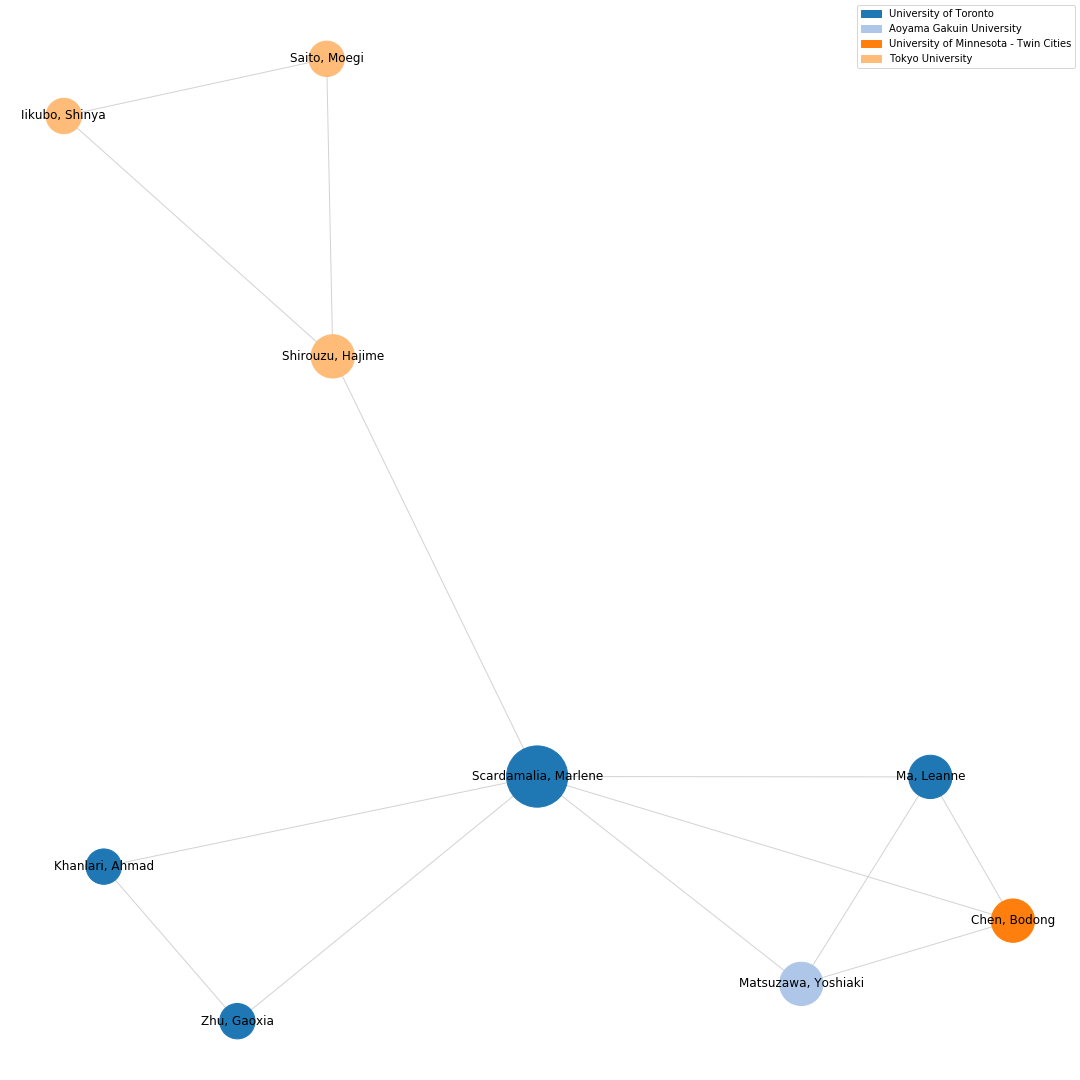 University of Toronto
Aoyama Gakuin University
University of Minnesota - Twin Cities
Tokyo University
Saito, Moegi
Iikubo, Shinya
Shirouzu, Hajime
Scardamalia, Marlene
Ma, Leanne
Khanlari, Ahmad
Chen, Bodong
Matsuzawa, Yoshiaki
Zhu, Gaoxia